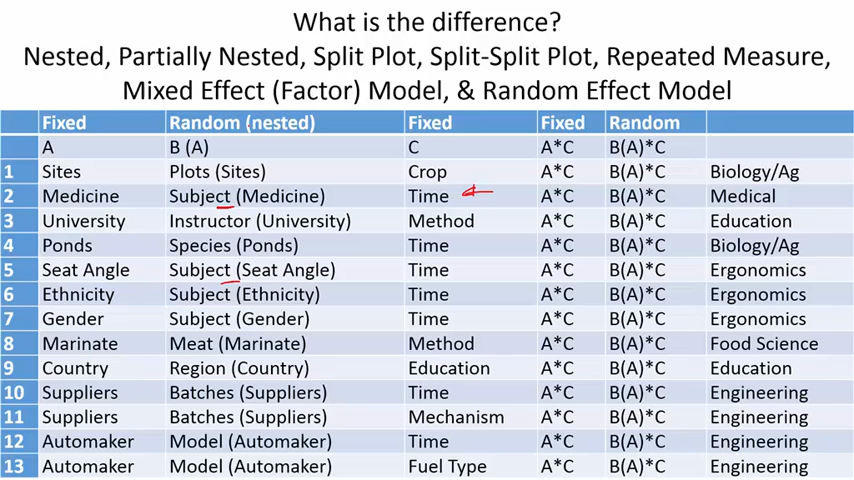 What is the difference?
Nested, Partially Nested, Split Plot, Split-Split Plot, Repeated Measure,
Mixed Effect (Factor) Model, & Random Effect Model
Fixed Random (nested) Fixed Fixed Random
A B (A) C A*C B(A)*C
1 Sites Plots (Sites) Crop A*C B(A)*C Biology/Ag
2 Medicine Subject (Medicine) Time A*C B(A)*C Medical
3 University Instructor (University) Method A*C B(A)*C Education
4 Ponds Species (Ponds) Time A*C B(A)*C Biology/Ag
5 Seat Angle Subject (Seat Angle) Time A*C B(A)*C Ergonomics
6 Ethnicity Subject (Ethnicity) Time A*C B(A)*C Ergonomics
7 Gender Subject (Gender) Time A*C B(A)*C Ergonomics
8 Marinate Meat (Marinate) Method A*C B(A)*C Food Science
9 Country Region (Country) Education A*C B(A)*C Education
10 Suppliers Batches (Suppliers) Time A*C B(A)*C Engineering
11 Suppliers Batches (Suppliers) Mechanism A*C B(A)*C Engineering
12 Automaker Model (Automaker) Time A*C B(A)*C Engineering
13 Automaker Model (Automaker) Fuel Type A*C B(A)*C Engineering